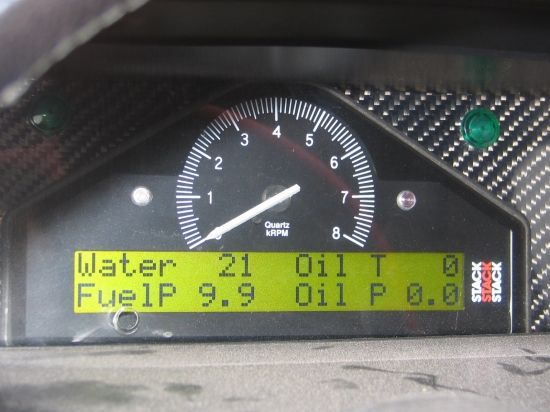 0 1 2 3 4 5 6 7 8
Quartz
kRPM
Water 21 Oil T 0
FuelP 9.9 Oil P 0.0
STACK
STACK
STACK